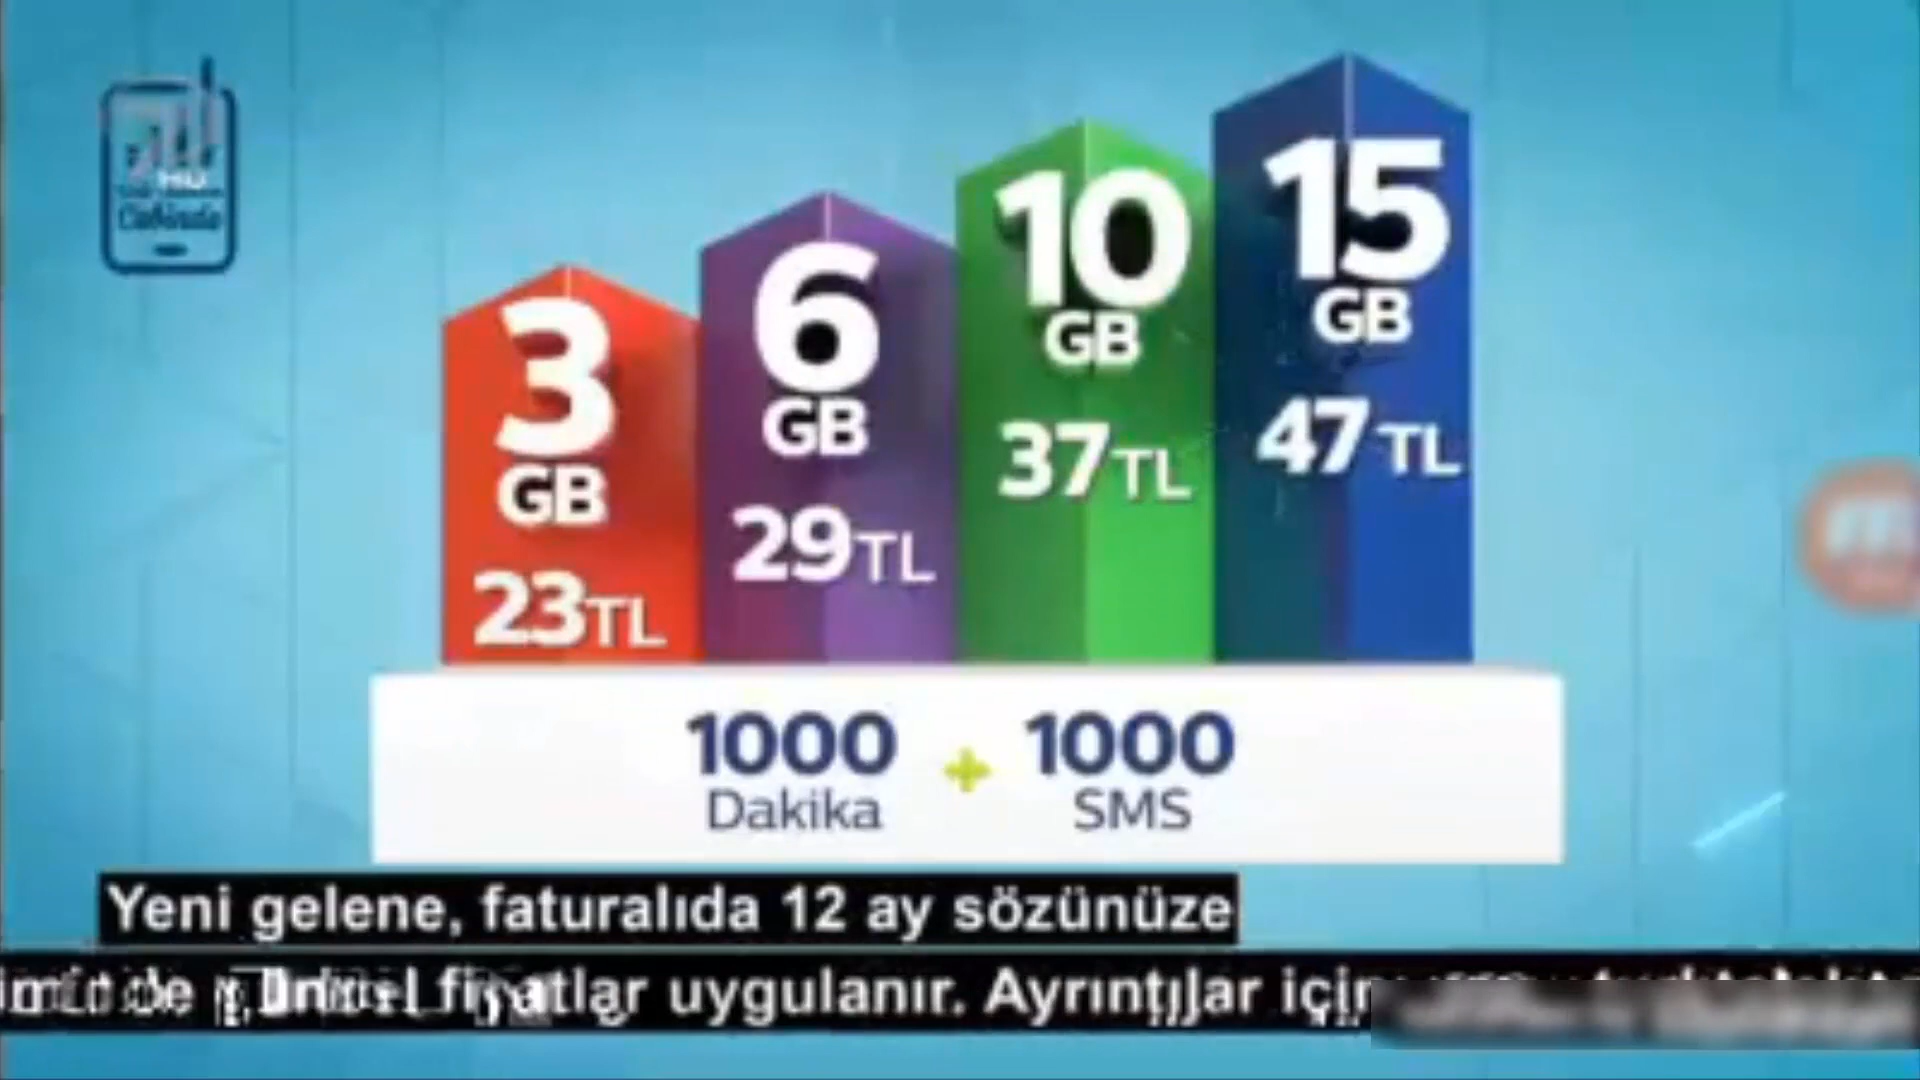 Cebinde
3
GB
23TL
6
GB
29TL
10
GB
37TL
15
GB
47TL
1000
Dakika
+
1000
SMS
Yeni gelene, faturalıda 12 ay sözünüze
fiyatlar uygulanır. Ayrıntılar için